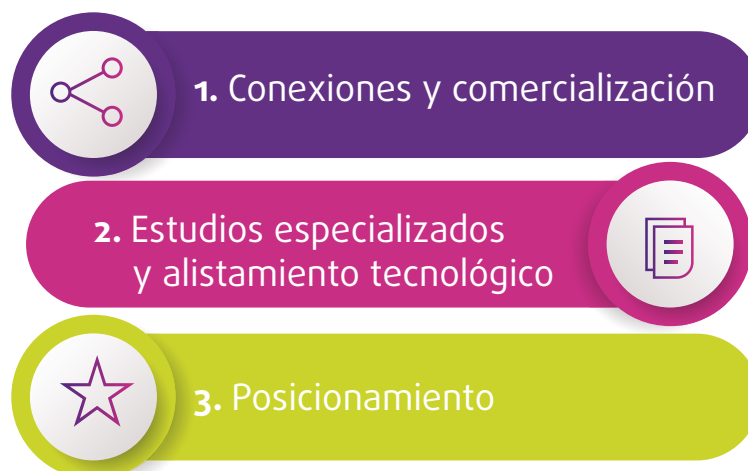 1. Conexiones y comercialización
2. Estudios especializados
y alistamiento tecnológico
3. Posicionamiento